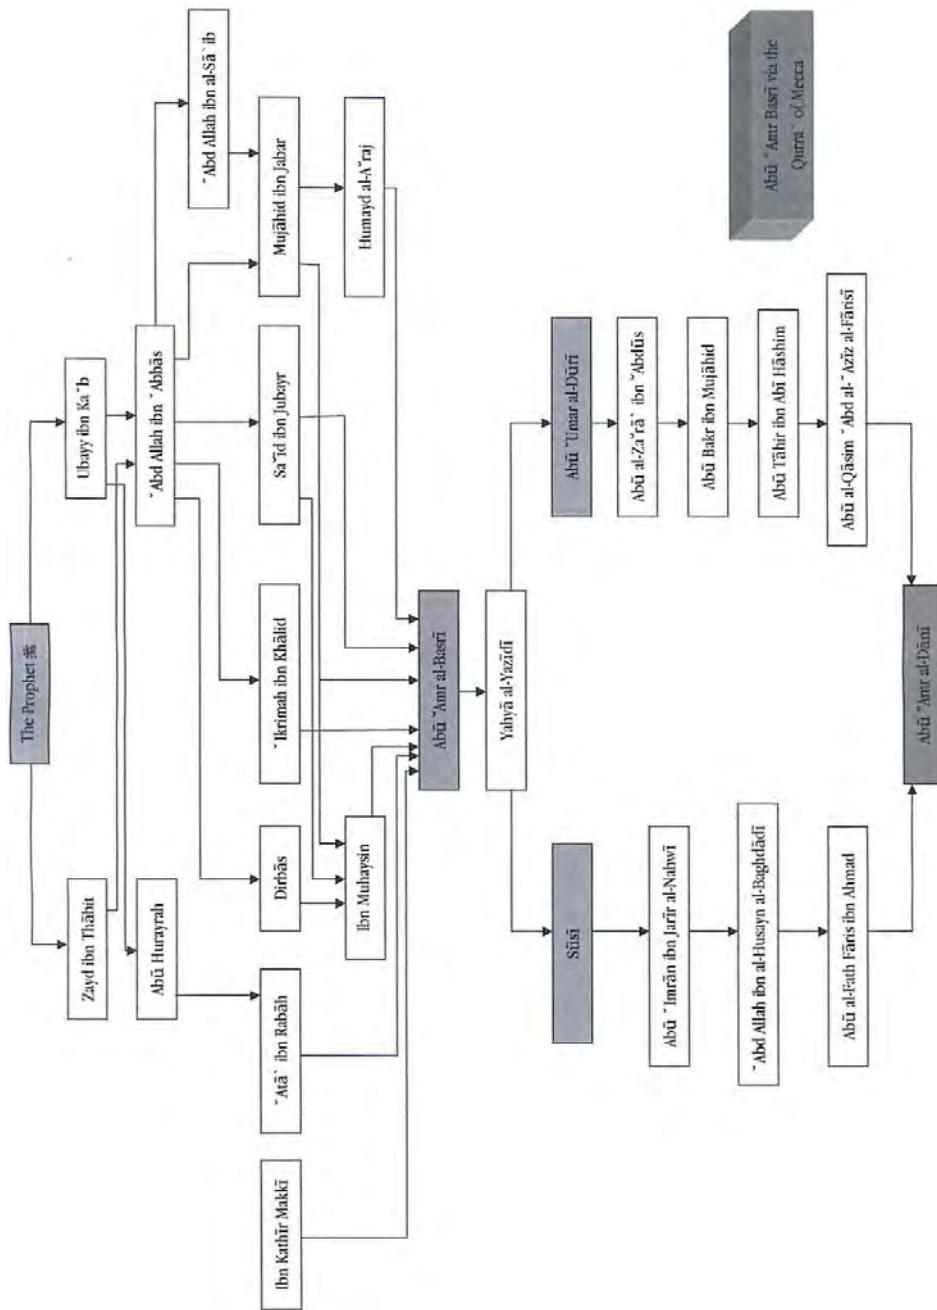 The Prophet ﷺ
Zayd ibn Thābit
Ubayy ibn Ka˜b
Abū Hurayrah
˜Abd Allah ibn ˜Abbās
˜Abd Allah ibn al-Sā`ib
Ibn Kathīr Makkī
˜Atā` ibn Rabāh
Dirbās
˜Ikrimah ibn Khālid
Sa˜īd ibn Jubayr
Mujāhid ibn Jabar
Ibn Muhaysin
Humayd al-A˜raj
Abū ˜Amr al-Basrī
Yahyā al-Yazīdī
Sūsī
Abū ˜Umar al-Dūrī
Abū ˜Imrān ibn Jarīr al-Nahwī
Abū al-Za˜rā` ibn ˜Abdūs
˜Abd Allah ibn al-Husayn al-Baghdādī
Abū Bakr ibn Mujāhid
Abū Tāhir ibn Abī Hāshim
Abū al-Fath Fāris ibn Ahmad
Abū al-Qāsim ˜Abd al-˜Azīz al-Fārisī
Abū ˜Amr al-Dānī
Abū ˜Amr Basrī via the
Qurrā` of Mecca